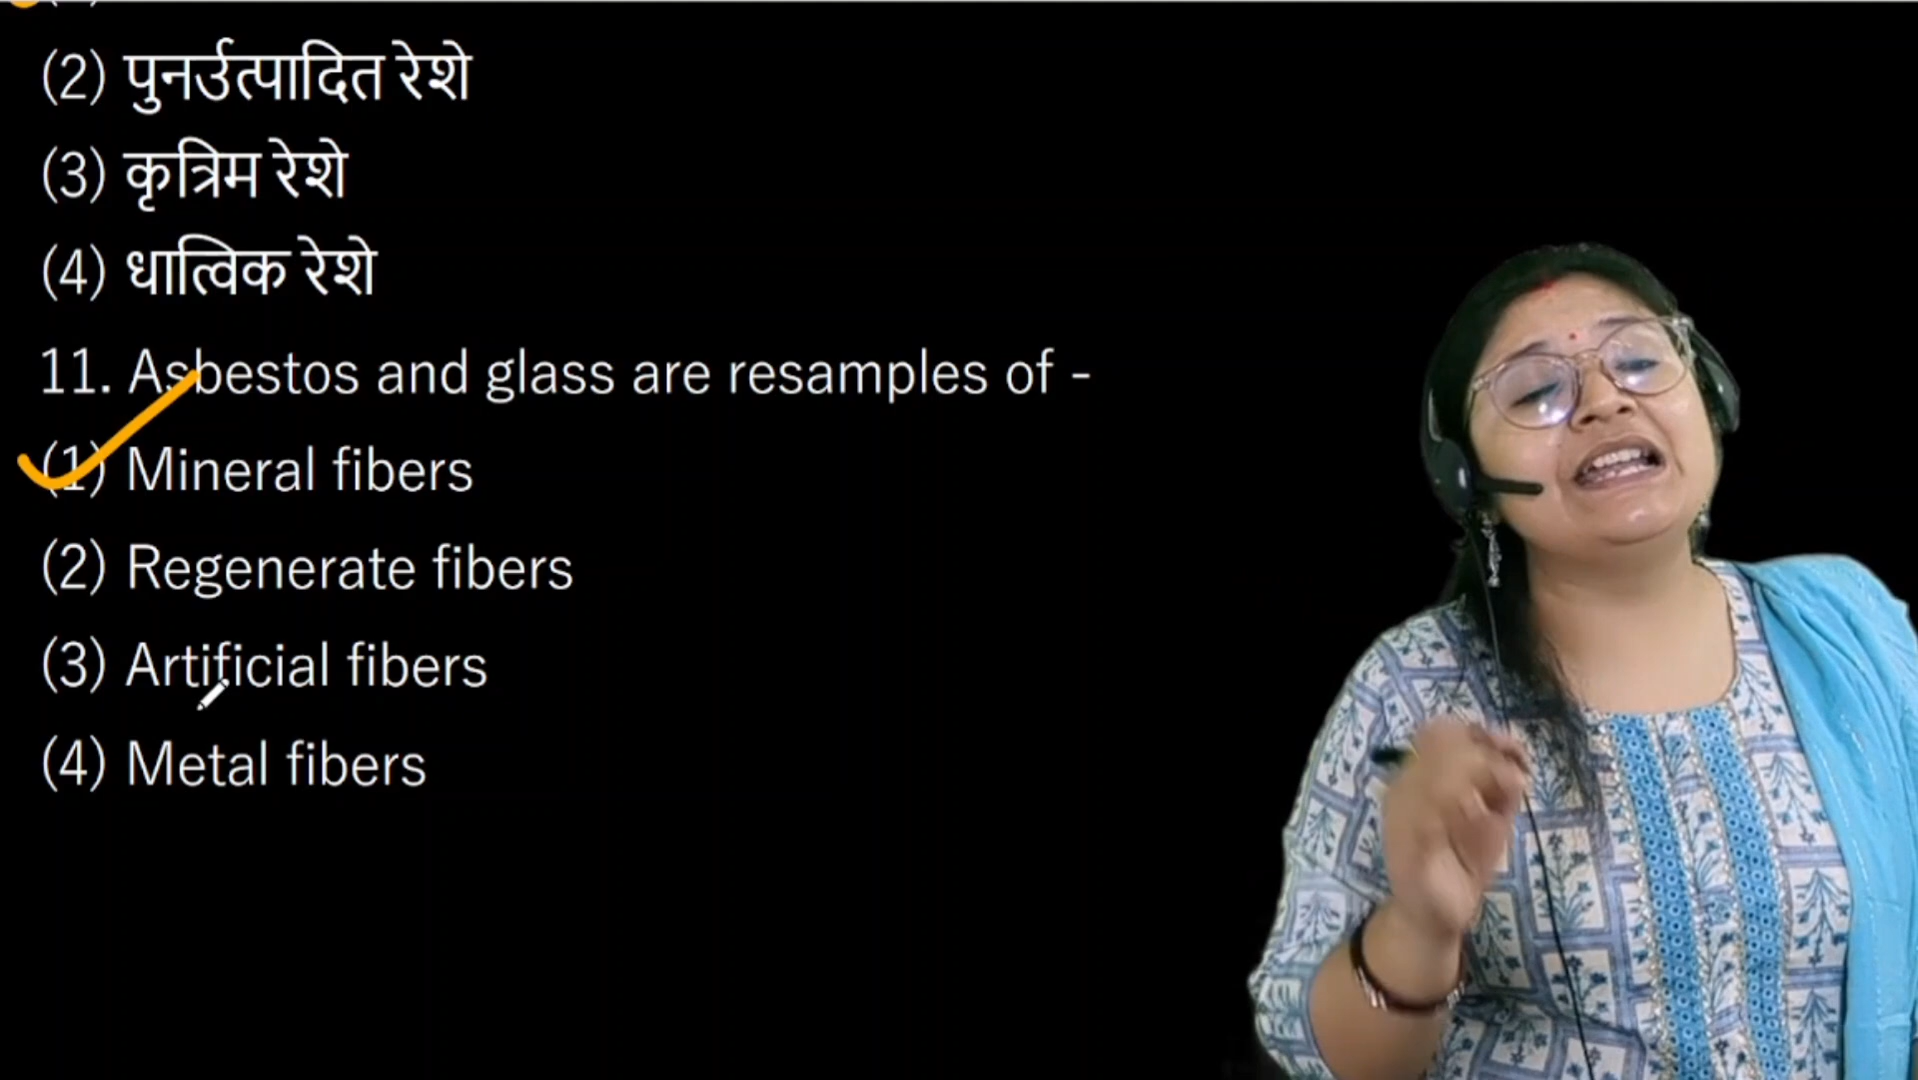 (2) पुनर्उत्पादित रेशे
(3) कृत्रिम रेशे
(4) धात्विक रेशे
11. Asbestos and glass are resamples of -
(1) Mineral fibers
(2) Regenerate fibers
(3) Artificial fibers
(4) Metal fibers